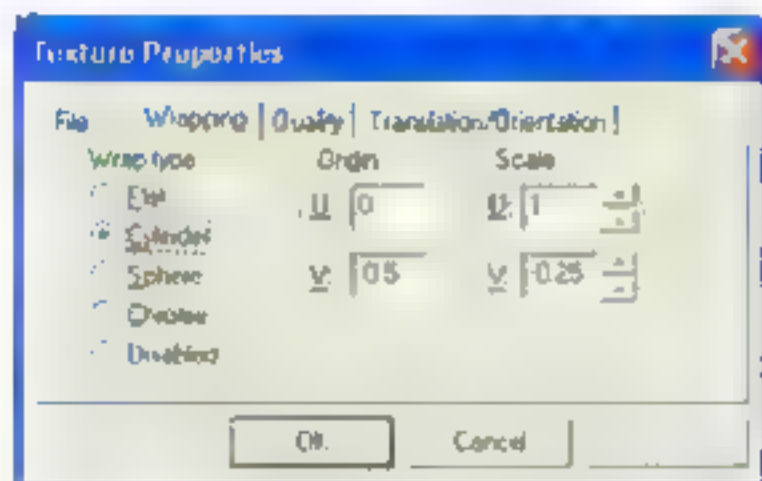 Texture Properties
File Wrapping Quality Translation/Orientation
Wrap type Origin Scale
Flat U 0 U: 1
Cylinder
Sphere V: 0.5 V: -0.25
Chrome
OK Cancel